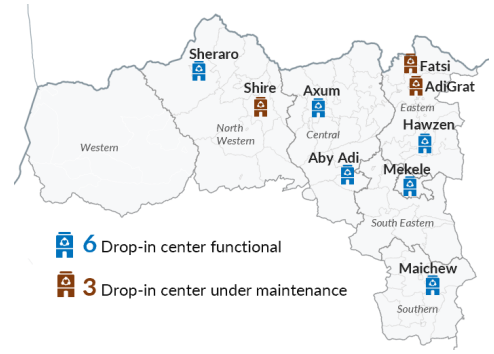 Sheraro
Fatsi
Shire
Axum
AdiGrat
Eastern
Hawzen
North
Western
Central
Western
Aby Adi
Mekele
South Eastern
6 Drop-in center functional
Maichew
3 Drop-in center under maintenance
Southern